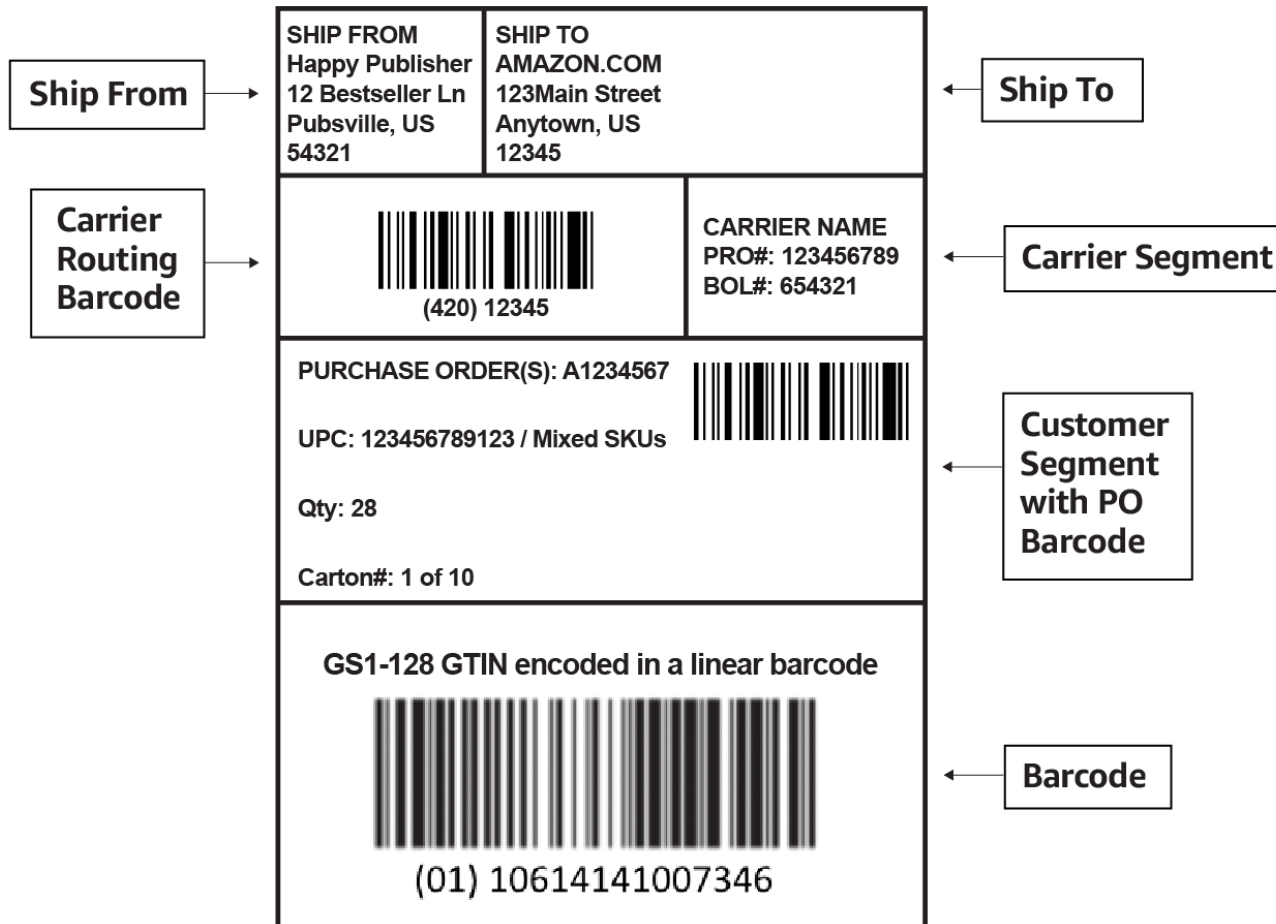 Ship From
SHIP FROM
Happy Publisher
12 Bestseller Ln
Pubsville, US
54321
SHIP TO
AMAZON.COM
123Main Street
Anytown, US
12345
Ship To
Carrier
Routing
Barcode
(420) 12345
CARRIER NAME
PRO#: 123456789
BOL#: 654321
Carrier Segment
PURCHASE ORDER(S): A1234567
UPC: 123456789123 / Mixed SKUs
Qty: 28
Carton#: 1 of 10
Customer
Segment
with PO
Barcode
GS1-128 GTIN encoded in a linear barcode
(01) 10614141007346
Barcode